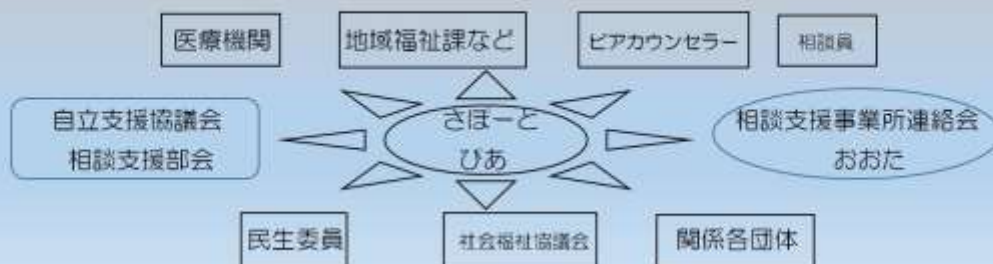 医療機関
地域福祉課など
ピアカウンセラー
相談員
自立支援協議会
相談支援部会
さぽーと
ぴあ
相談支援事業所連絡会
おおた
民生委員
社会福祉協議会
関係各団体